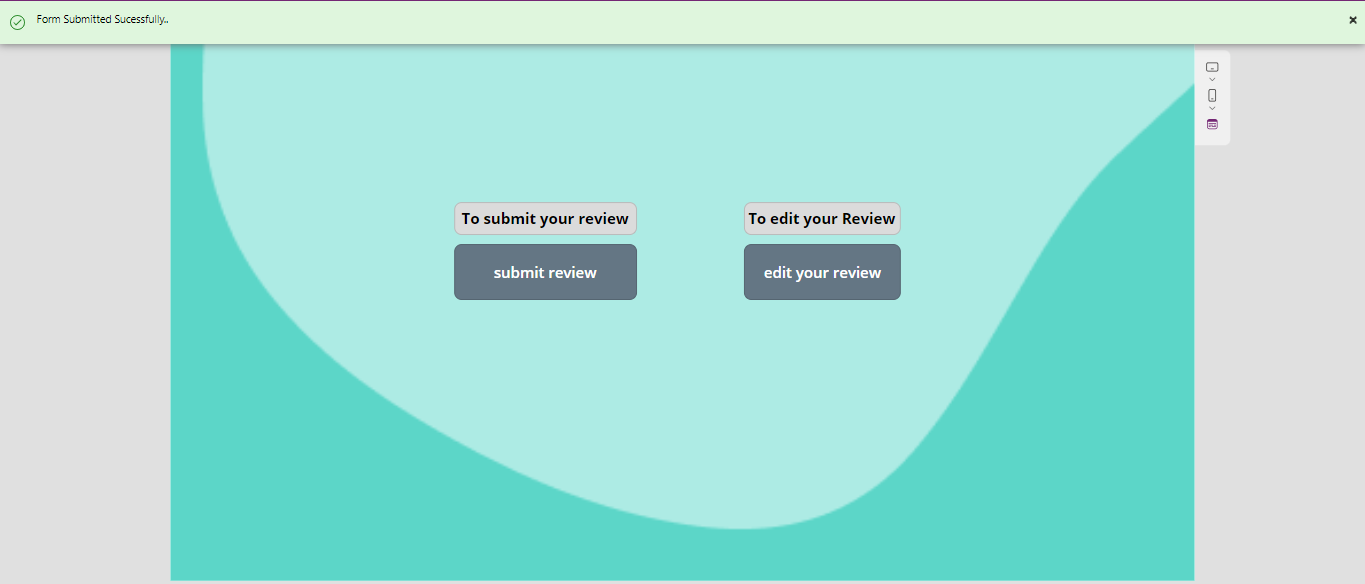 Form Submitted Sucessfully..
To submit your review
To edit your Review
submit review
edit your review